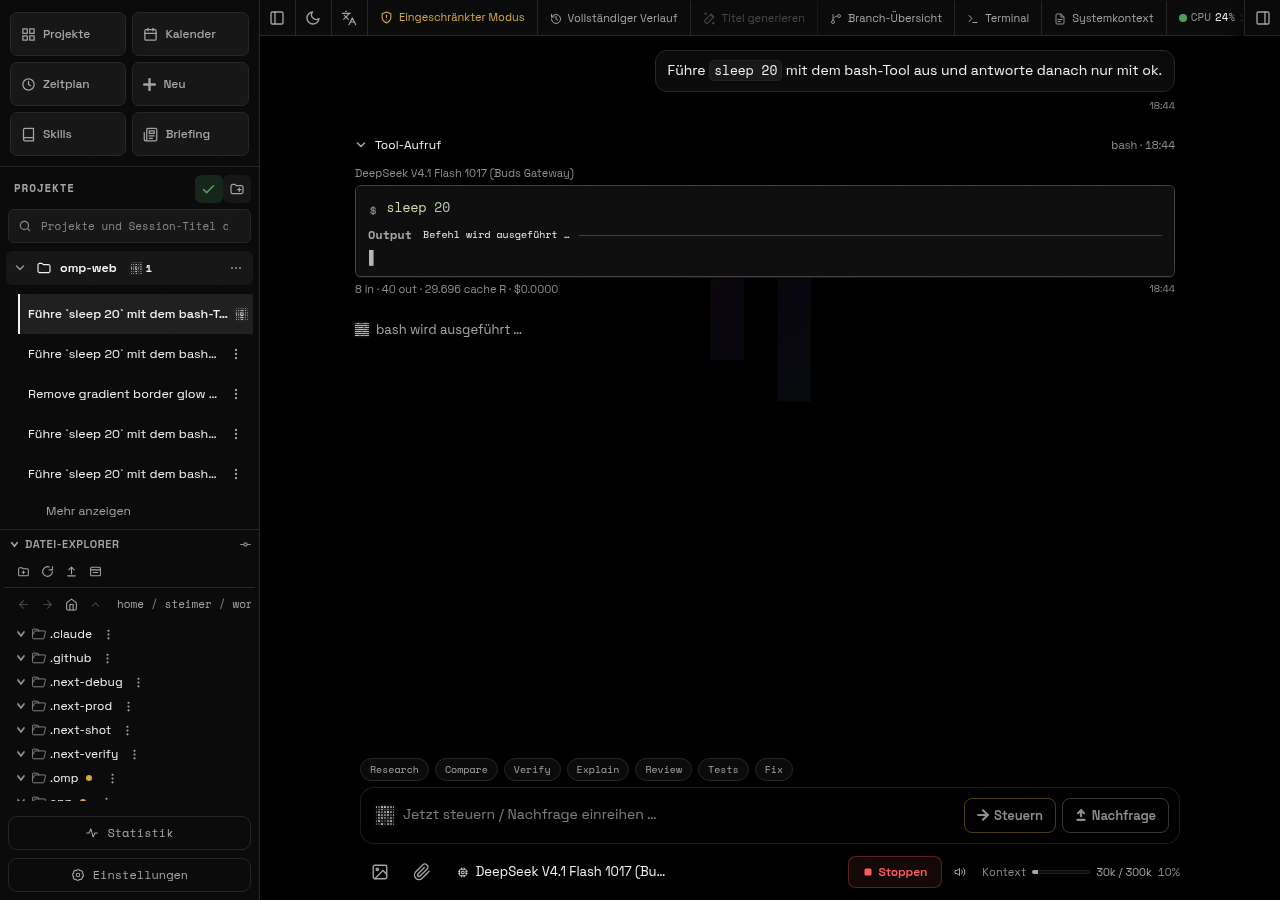 Projekte
Kalender
Zeitplan
Neu
Skills
Briefing
PROJEKTE
Projekte und Session-Titel
omp-web 1
Führe `sleep 20` mit dem bash-T...
Führe `sleep 20` mit dem bash...
Remove gradient border glow ...
Führe `sleep 20` mit dem bash...
Führe `sleep 20` mit dem bash...
Mehr anzeigen
DATEI-EXPLORER
home / steimer / wor
.claude
.github
.next-debug
.next-prod
.next-shot
.next-verify
.omp
Statistik
Einstellungen
Eingeschränkter Modus
Vollständiger Verlauf
Titel generieren
Branch-Übersicht
Terminal
Systemkontext
CPU 24%
Führe sleep 20 mit dem bash-Tool aus und antworte danach nur mit ok.
18:44
Tool-Aufruf
bash · 18:44
DeepSeek V4.1 Flash 1017 (Buds Gateway)
$ sleep 20
Output Befehl wird ausgeführt …
8 in · 40 out · 29.696 cache R · $0.0000
18:44
bash wird ausgeführt …
Research
Compare
Verify
Explain
Review
Tests
Fix
Jetzt steuern / Nachfrage einreihen …
Steuern
Nachfrage
DeepSeek V4.1 Flash 1017 (Bu...
Stoppen
Kontext 30k / 300k 10%